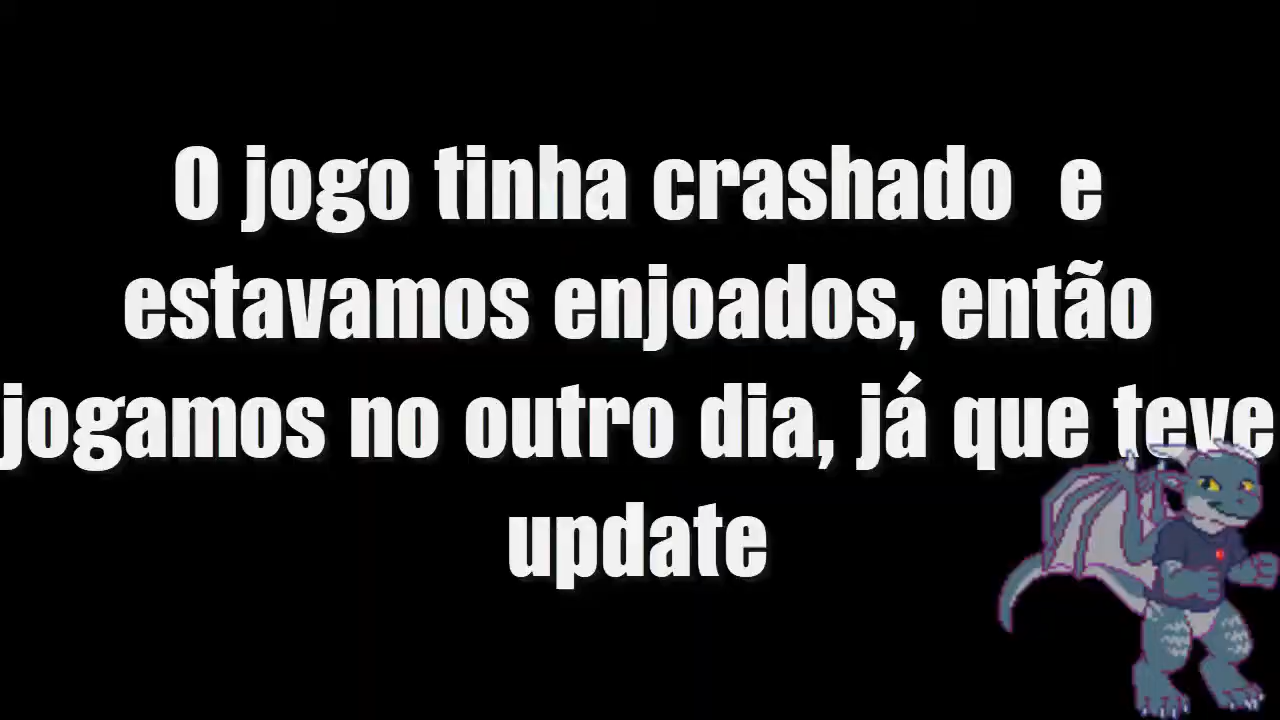 O jogo tinha crashado  e
estavamos enjoados, então
jogamos no outro dia, já que teve
update